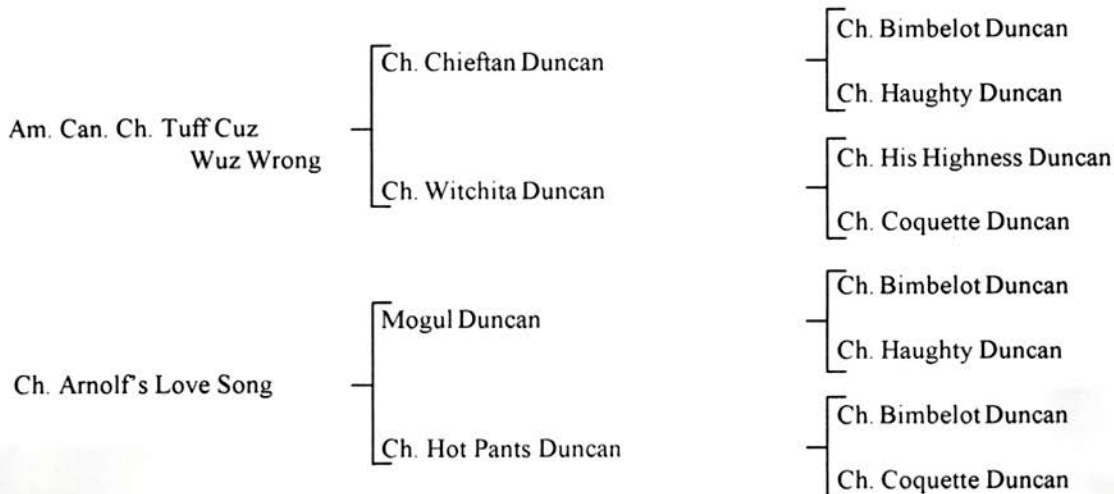 Ch. Bimbelot Duncan
Ch. Chieftan Duncan
Ch. Haughty Duncan
Am. Can. Ch. Tuff Cuz
Wuz Wrong
Ch. His Highness Duncan
Ch. Witchita Duncan
Ch. Coquette Duncan
Ch. Bimbelot Duncan
Mogul Duncan
Ch. Haughty Duncan
Ch. Arnolf's Love Song
Ch. Bimbelot Duncan
Ch. Hot Pants Duncan
Ch. Coquette Duncan